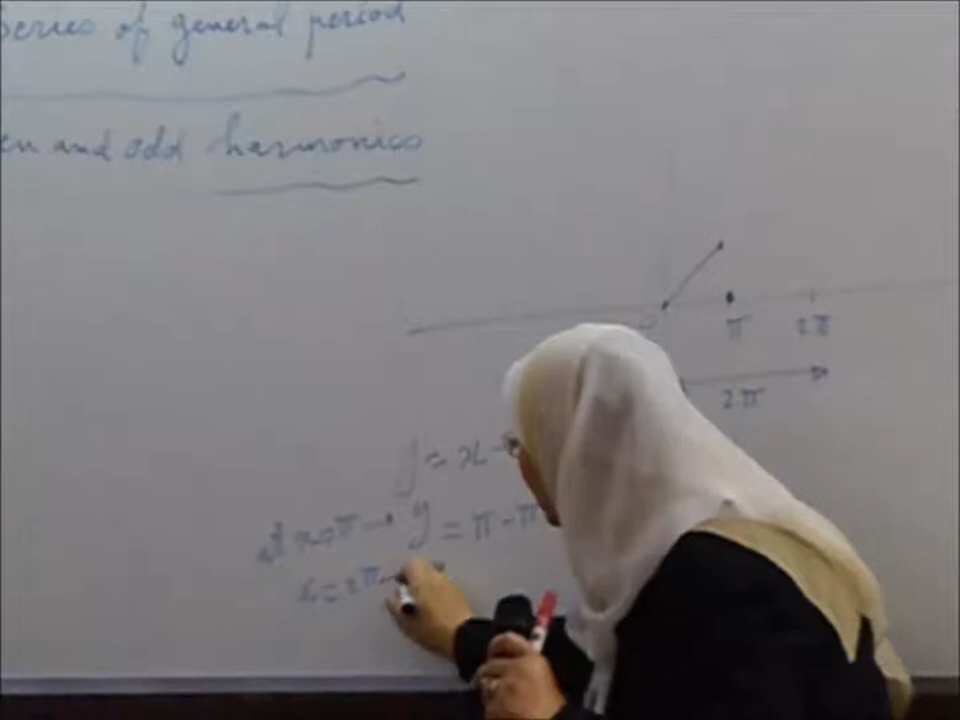 series of general period
en and odd harmonics
π 2π
2π
y = x -
at x=π → y = π - π
x = 2π →